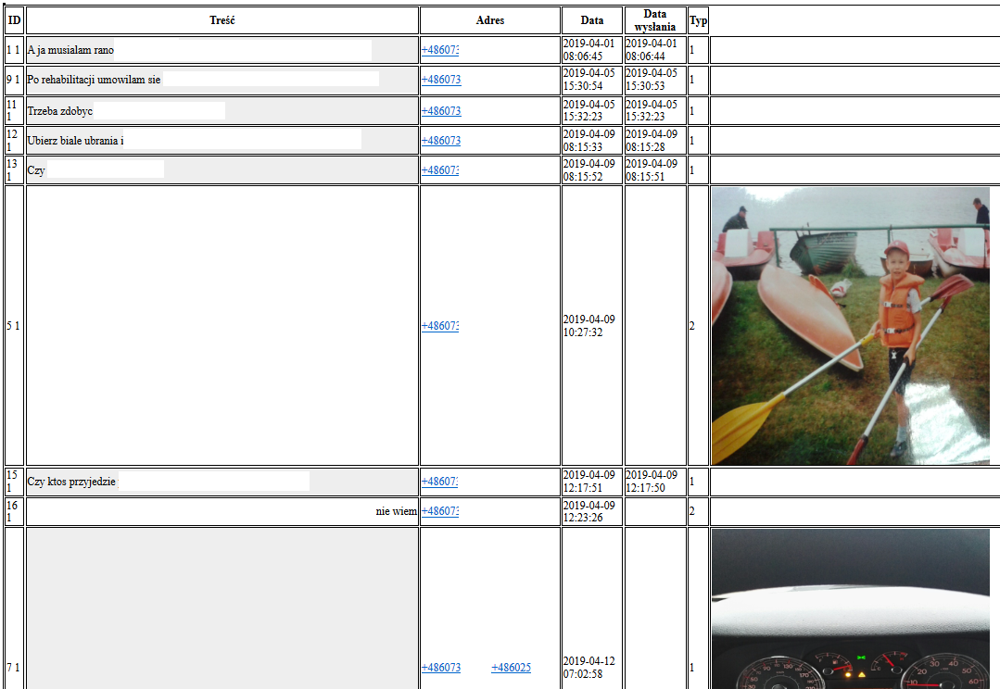 ID Treść Adres Data Data wysłania Typ
1 1 A ja musialam rano +486073 2019-04-01 08:06:45 2019-04-01 08:06:44 1
9 1 Po rehabilitacji umowilam sie +486073 2019-04-05 15:30:54 2019-04-05 15:30:53 1
11 1 Trzeba zdobyc +486073 2019-04-05 15:32:23 2019-04-05 15:32:23 1
12 1 Ubierz biale ubrania i +486073 2019-04-09 08:15:33 2019-04-09 08:15:28 1
13 1 Czy +486073 2019-04-09 08:15:52 2019-04-09 08:15:51 1
5 1 +486073 2019-04-09 10:27:32 2
15 1 Czy ktos przyjedzie +486073 2019-04-09 12:17:51 2019-04-09 12:17:50 1
16 1 nie wiem +486073 2019-04-09 12:23:26 2
7 1 +486073 +486025 2019-04-12 07:02:58 1